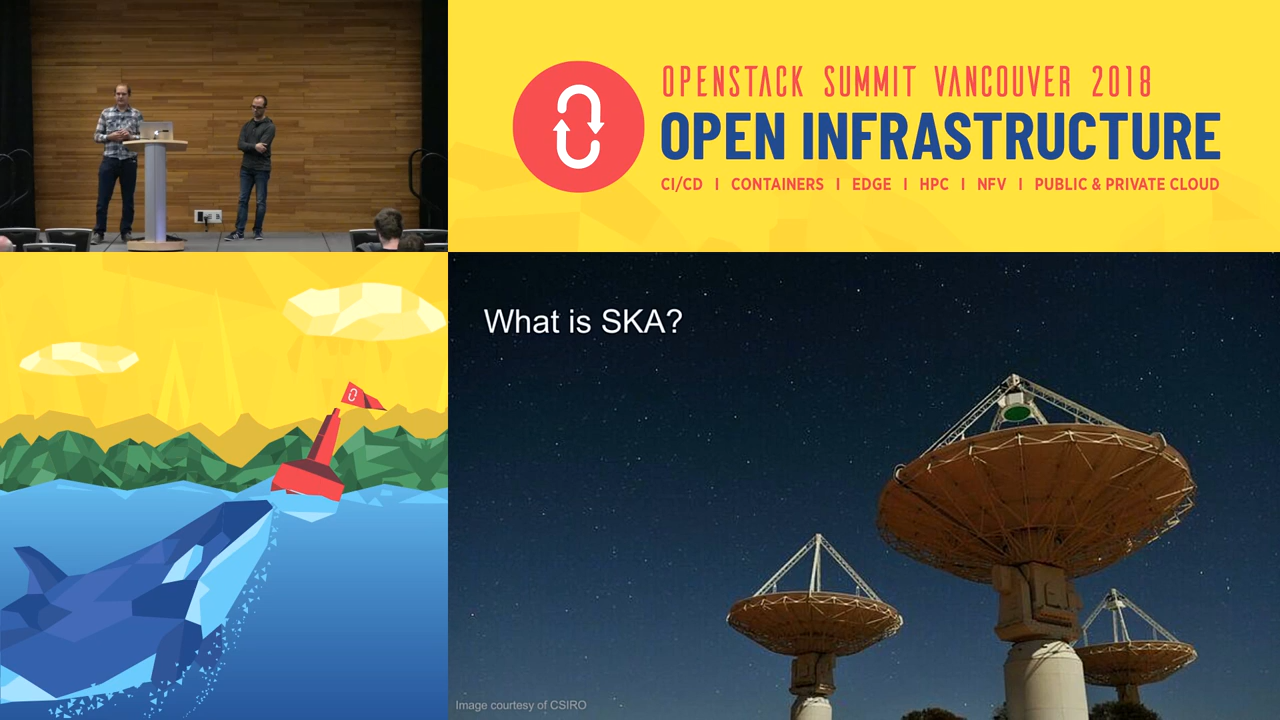 OPENSTACK SUMMIT VANCOUVER 2018
OPEN INFRASTRUCTURE
CI/CD | CONTAINERS | EDGE | HPC | NFV | PUBLIC & PRIVATE CLOUD
What is SKA?
Image courtesy of CSIRO